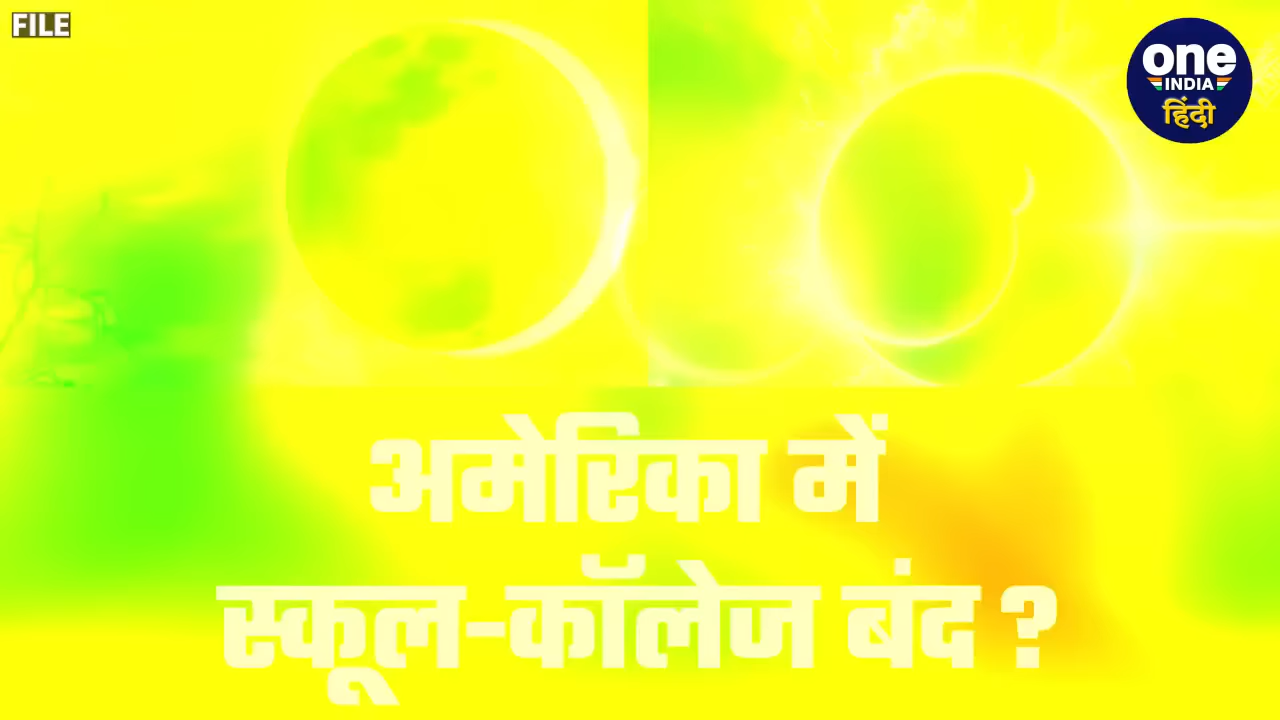 FILE
one
INDIA
हिंदी
अमेरिका में
स्कूल-कॉलेज बंद ?